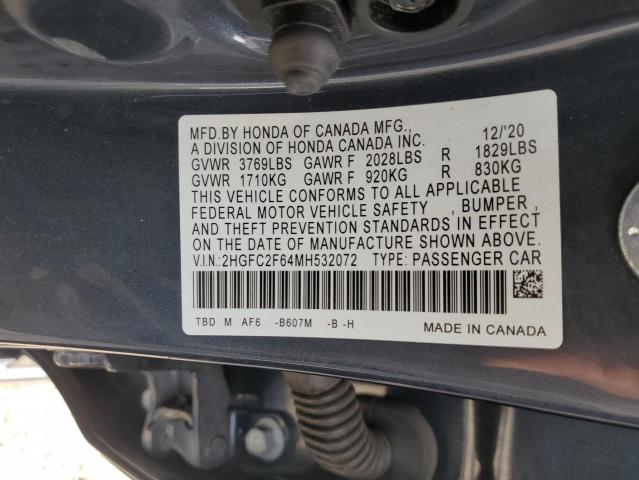 MFD.BY HONDA OF CANADA MFG., 12/'20
A DIVISION OF HONDA CANADA INC.
GVWR 3769LBS GAWR F 2028LBS R 1829LBS
GVWR 1710KG GAWR F 920KG R 830KG
THIS VEHICLE CONFORMS TO ALL APPLICABLE
FEDERAL MOTOR VEHICLE SAFETY , BUMPER ,
AND THEFT PREVENTION STANDARDS IN EFFECT
ON THE DATE OF MANUFACTURE SHOWN ABOVE.
V.I.N.: 2HGFC2F64MH532072 TYPE: PASSENGER CAR
TBD M AF6 -B607M -B -H
MADE IN CANADA